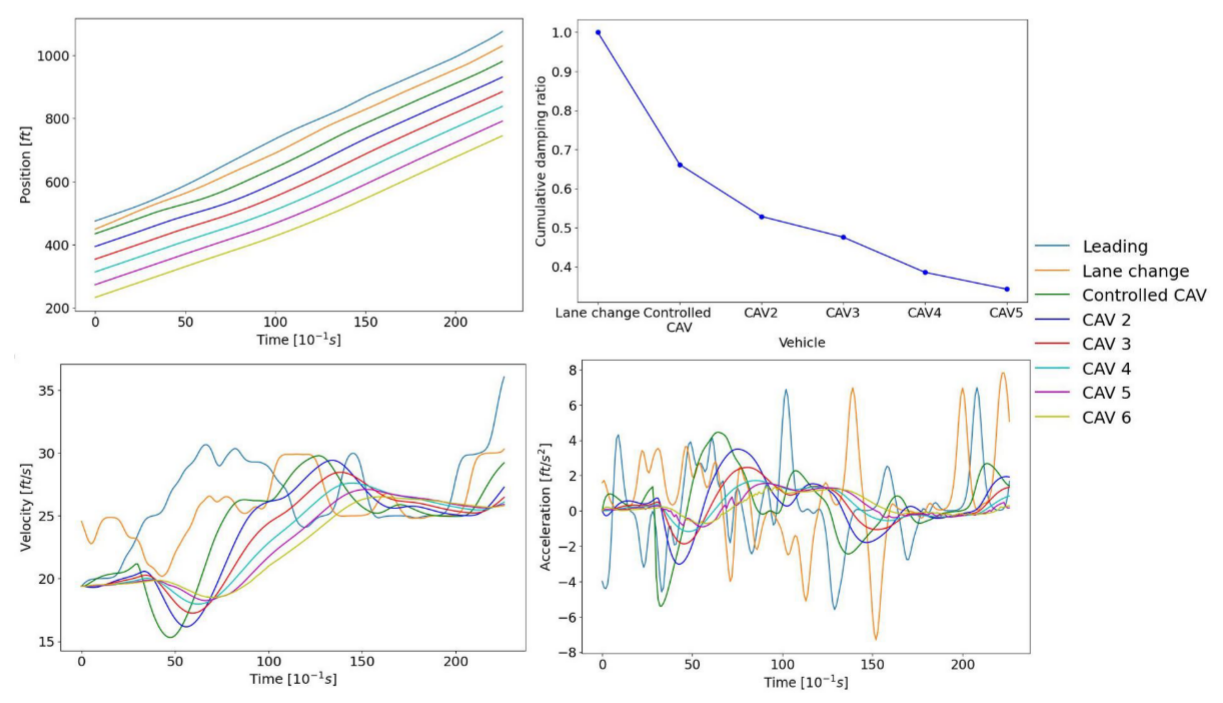 1000
800
600
400
200
Position [ft]
0 50 100 150 200
Time [10⁻¹s]
1.0
0.9
0.8
0.7
0.6
0.5
0.4
Cumulative damping ratio
Lane change Controlled CAV CAV2 CAV3 CAV4 CAV5
Vehicle
Leading
Lane change
Controlled CAV
CAV 2
CAV 3
CAV 4
CAV 5
CAV 6
35
30
25
20
15
Velocity [ft/s]
0 50 100 150 200
Time [10⁻¹s]
8
6
4
2
0
−2
−4
−6
−8
Acceleration [ft/s²]
0 50 100 150 200
Time [10⁻¹s]